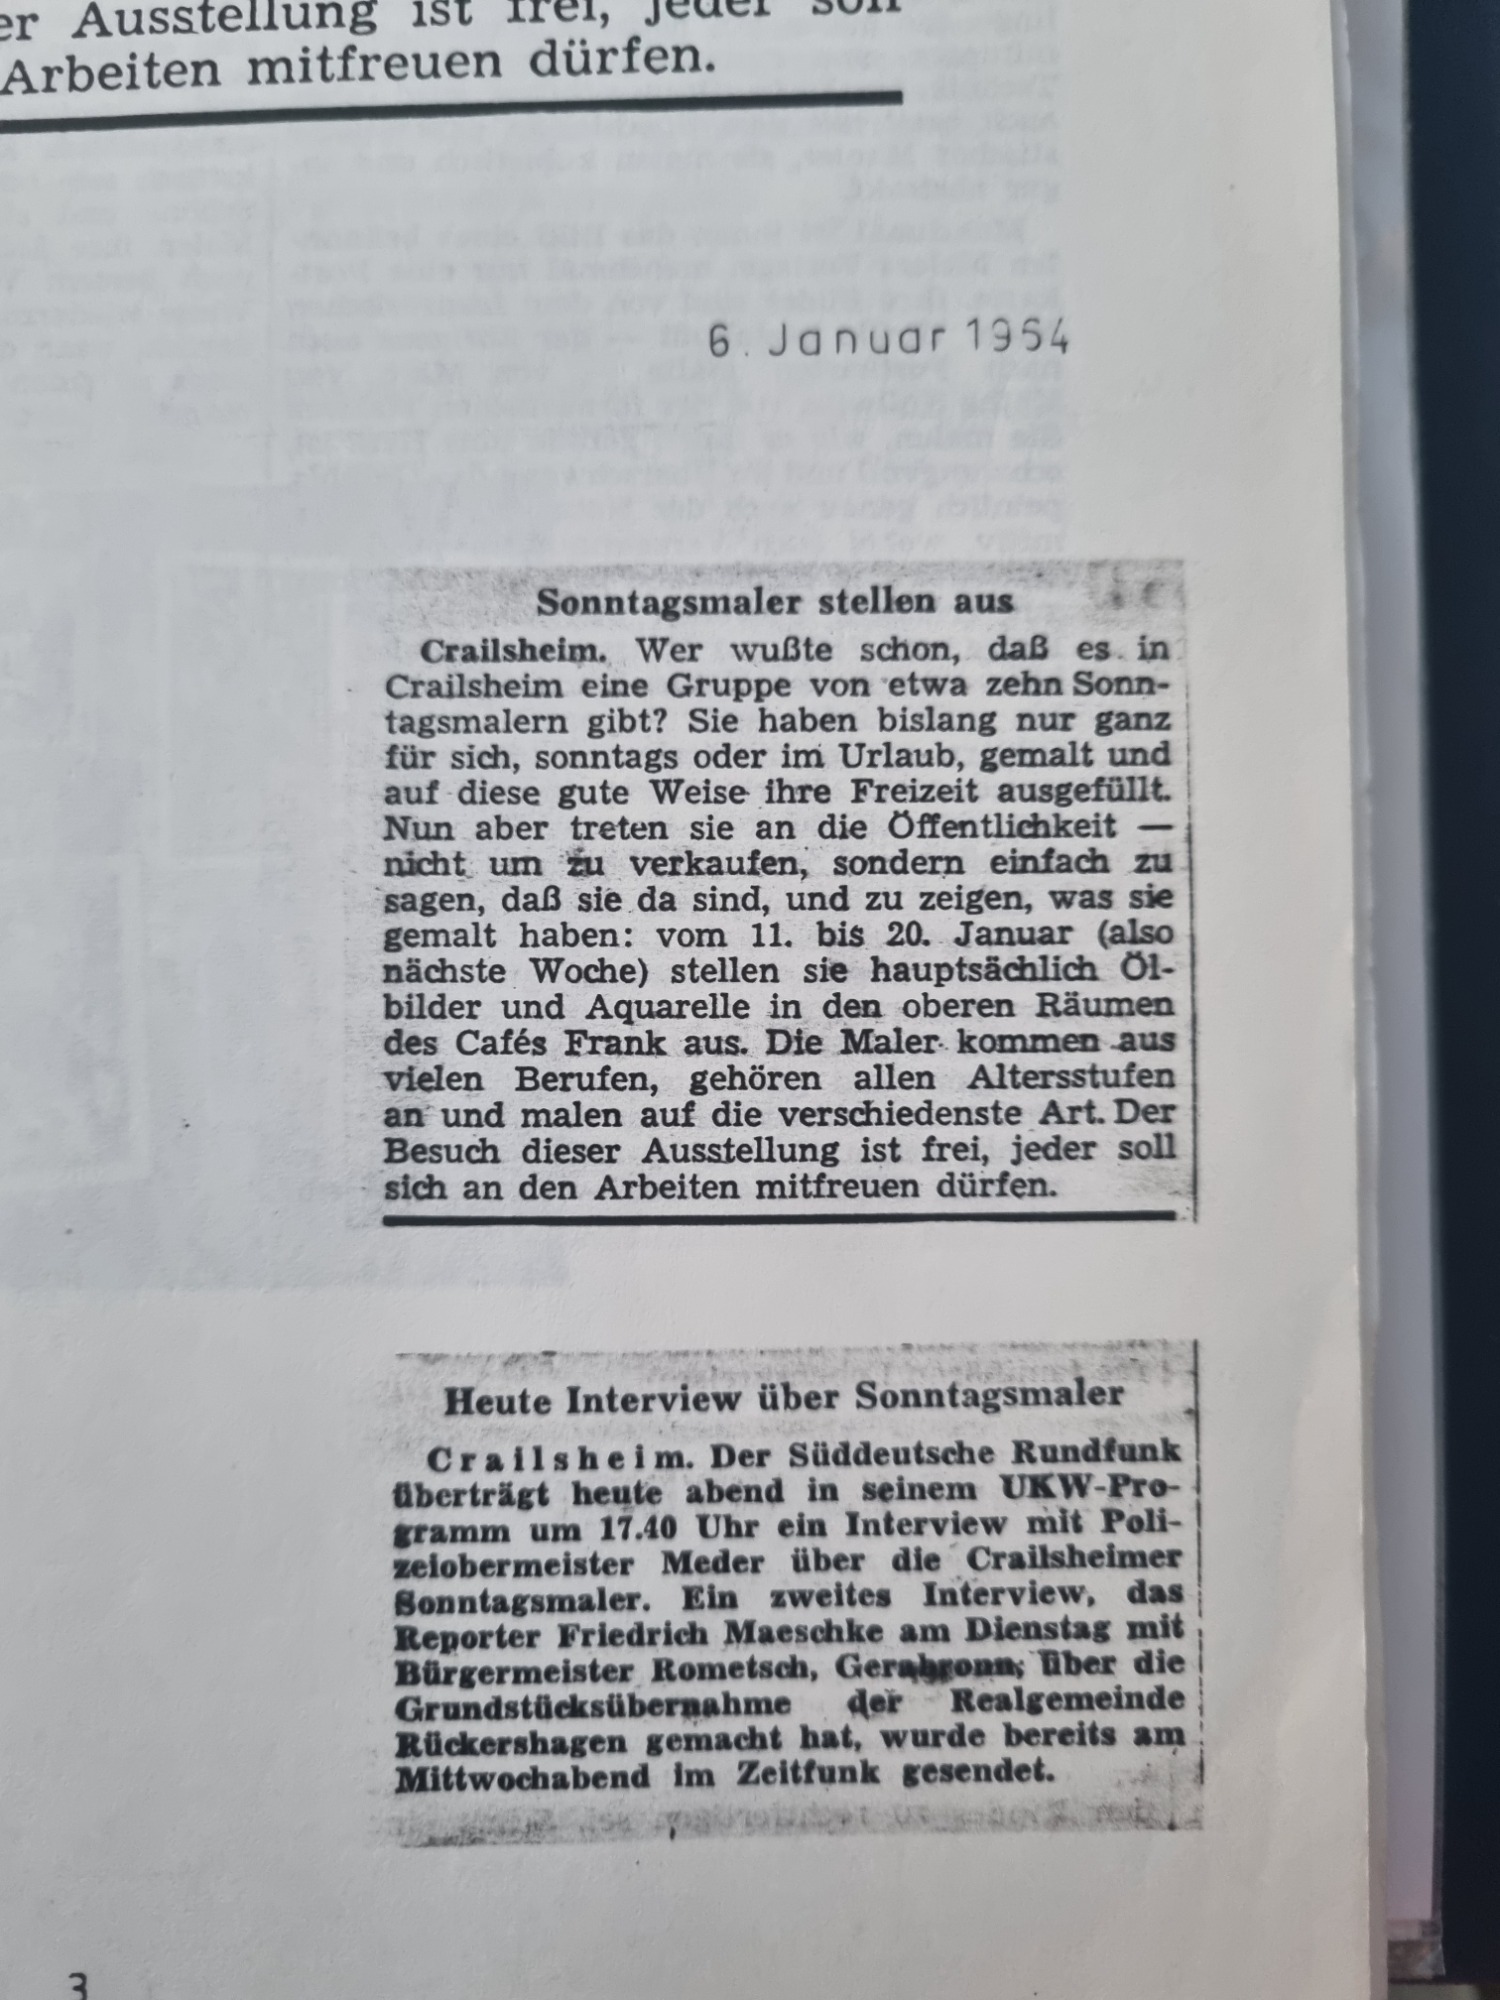 er Ausstellung ist frei, jeder soll
Arbeiten mitfreuen dürfen.
6. Januar 1964
Sonntagsmaler stellen aus
Crailsheim. Wer wußte schon, daß es in
Crailsheim eine Gruppe von etwa zehn Sonn-
tagsmalern gibt? Sie haben bislang nur ganz
für sich, sonntags oder im Urlaub, gemalt und
auf diese gute Weise ihre Freizeit ausgefüllt.
Nun aber treten sie an die Öffentlichkeit —
nicht um zu verkaufen, sondern einfach zu
sagen, daß sie da sind, und zu zeigen, was sie
gemalt haben: vom 11. bis 20. Januar (also
nächste Woche) stellen sie hauptsächlich Öl-
bilder und Aquarelle in den oberen Räumen
des Cafés Frank aus. Die Maler kommen aus
vielen Berufen, gehören allen Altersstufen
an und malen auf die verschiedenste Art. Der
Besuch dieser Ausstellung ist frei, jeder soll
sich an den Arbeiten mitfreuen dürfen.
Heute Interview über Sonntagsmaler
Crailsheim. Der Süddeutsche Rundfunk
überträgt heute abend in seinem UKW-Pro-
gramm um 17.40 Uhr ein Interview mit Poli-
zeiobermeister Meder über die Crailsheimer
Sonntagsmaler. Ein zweites Interview, das
Reporter Friedrich Maeschke am Dienstag mit
Bürgermeister Rometsch, Gerabronn, über die
Grundstücksübernahme der Realgemeinde
Rückershagen gemacht hat, wurde bereits am
Mittwochabend im Zeitfunk gesendet.
3